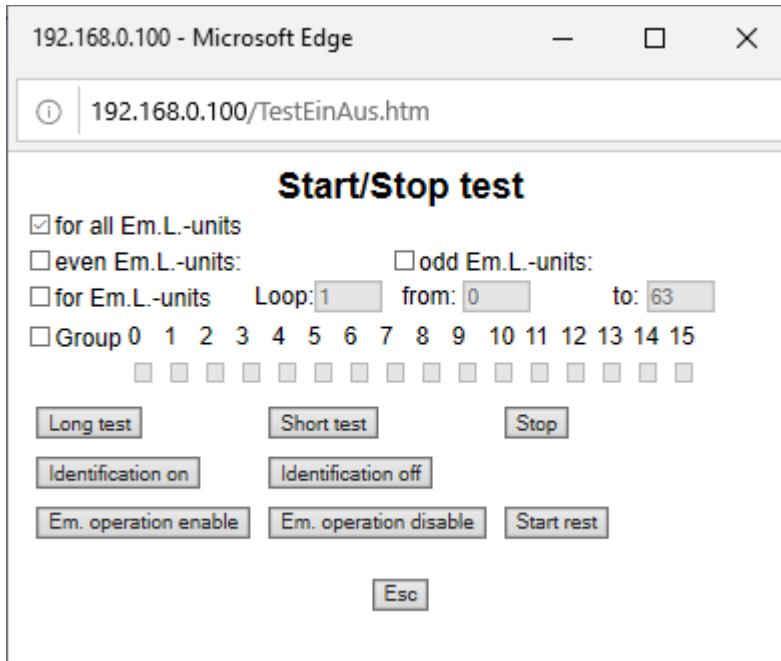 192.168.0.100 - Microsoft Edge
192.168.0.100/TestEinAus.htm
Start/Stop test
for all Em.L.-units
even Em.L.-units: odd Em.L.-units:
for Em.L.-units Loop: 1 from: 0 to: 63
Group 0 1 2 3 4 5 6 7 8 9 10 11 12 13 14 15
Long test Short test Stop
Identification on Identification off
Em. operation enable Em. operation disable Start rest
Esc